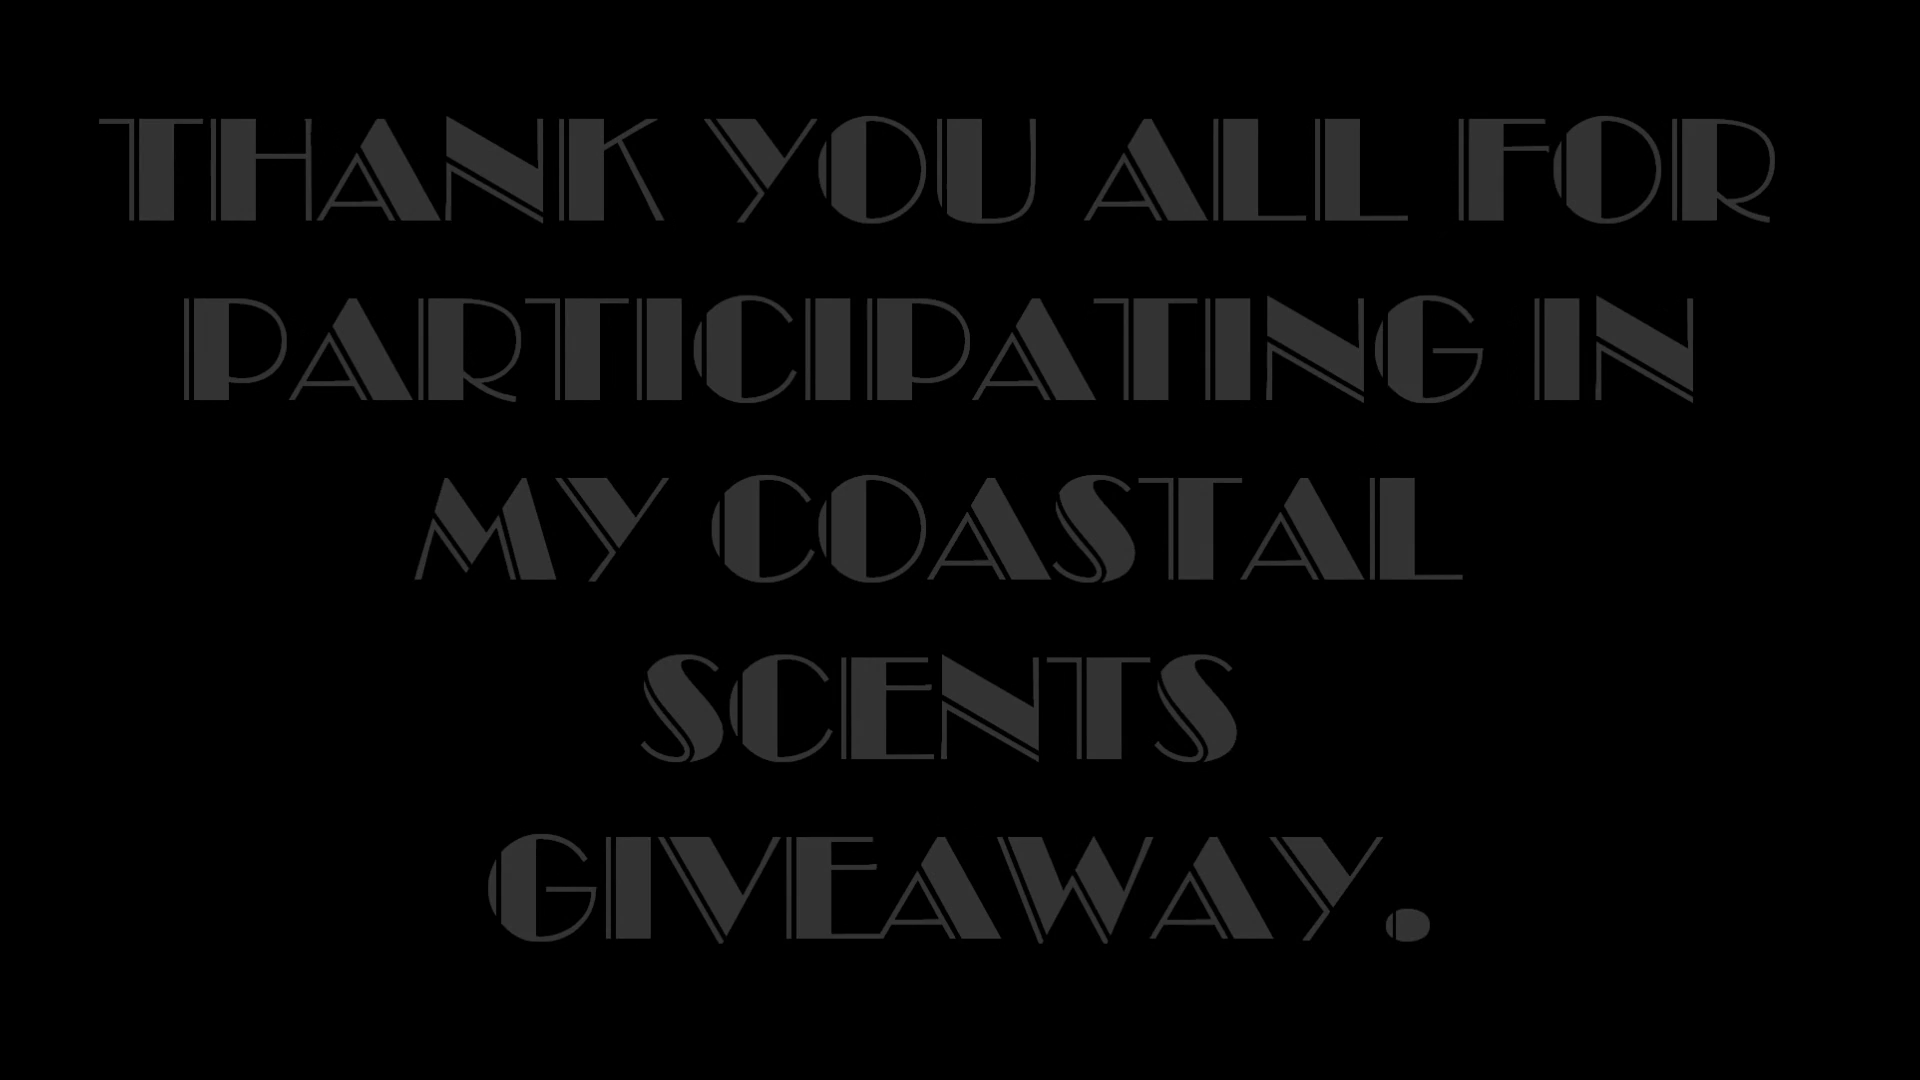 THANK YOU ALL FOR
PARTICIPATING IN
MY COASTAL
SCENTS
GIVEAWAY.